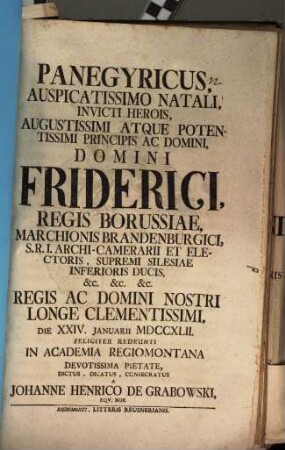 PANEGYRICUS,
AUSPICATISSIMO NATALI,
INVICTI HEROIS,
AUGUSTISSIMI ATQUE POTEN-
TISSIMI PRINCIPIS AC DOMINI,
DOMINI
FRIDERICI,
REGIS BORUSSIAE,
MARCHIONIS BRANDENBURGICI,
S.R.I. ARCHI-CAMERARII ET ELE-
CTORIS, SUPREMI SILESIAE
INFERIORIS DUCIS,
&c. &c. &c.
REGIS AC DOMINI NOSTRI
LONGE CLEMENTISSIMI,
DIE XXIV. JANUARII MDCCXLII.
FELICITER REDEUNTI
IN ACADEMIA REGIOMONTANA
DEVOTISSIMA PIETATE,
DICTUS, DICATUS, CONSECRATUS
A
JOHANNE HENRICO DE GRABOWSKI,
EQV. BOR.
REGIOMONTI, LITTERIS REUSNERIANIS.